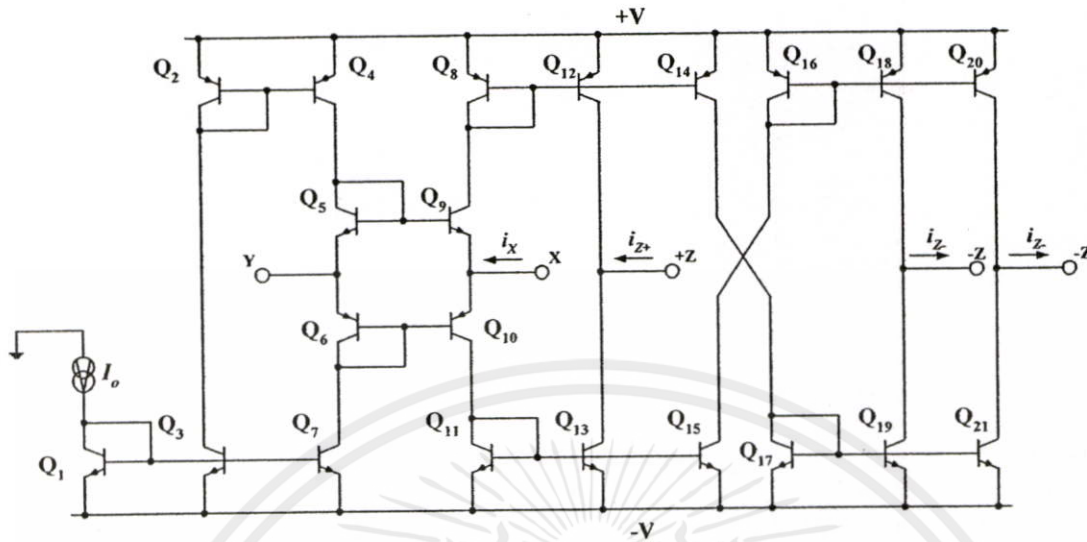 +V
Q2 Q4 Q8 Q12 Q14 Q16 Q18 Q20
Q5 Q9
Y iX X iZ+ +Z iZ- -Z iZ- -Z
Q6 Q10
Io
Q1 Q3 Q7 Q11 Q13 Q15 Q17 Q19 Q21
-V